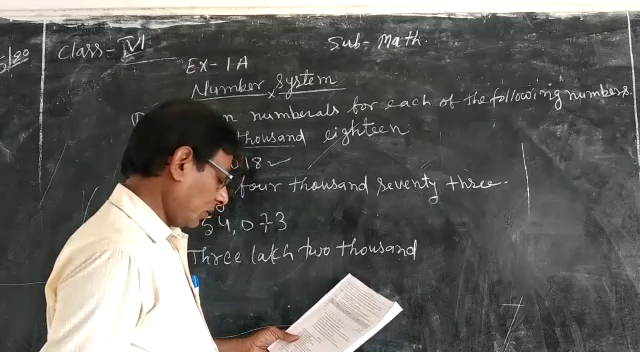 Class - VI
Sub - Math.
Ex - 1A
Number System
numerals for each of the following numbers.
thousand eighteen
four thousand seventy three.
54,073
Three lakh two thousand